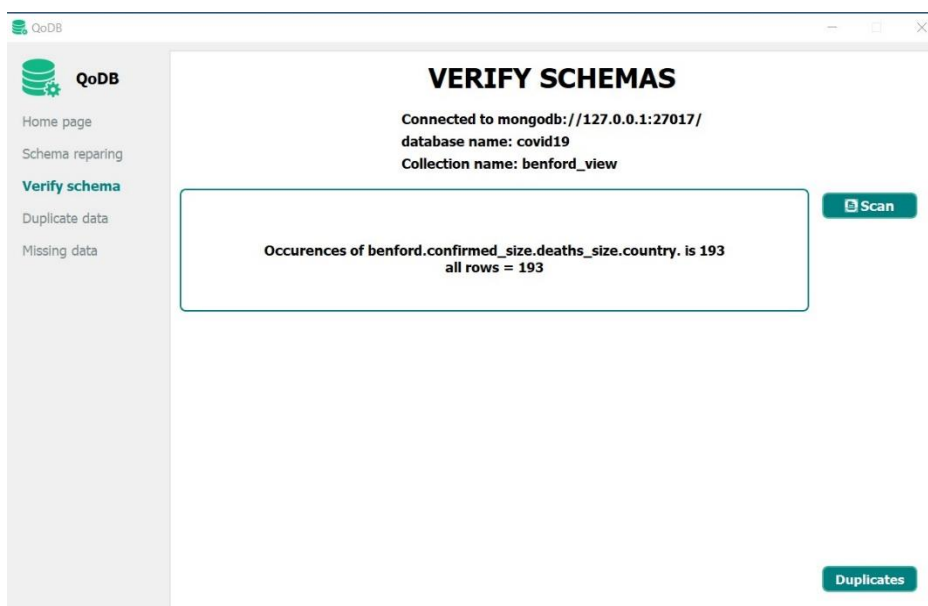 QoDB
QoDB
Home page
Schema reparing
Verify schema
Duplicate data
Missing data
VERIFY SCHEMAS
Connected to mongodb://127.0.0.1:27017/
database name: covid19
Collection name: benford_view
Scan
Occurences of benford.confirmed_size.deaths_size.country. is 193
all rows = 193
Duplicates